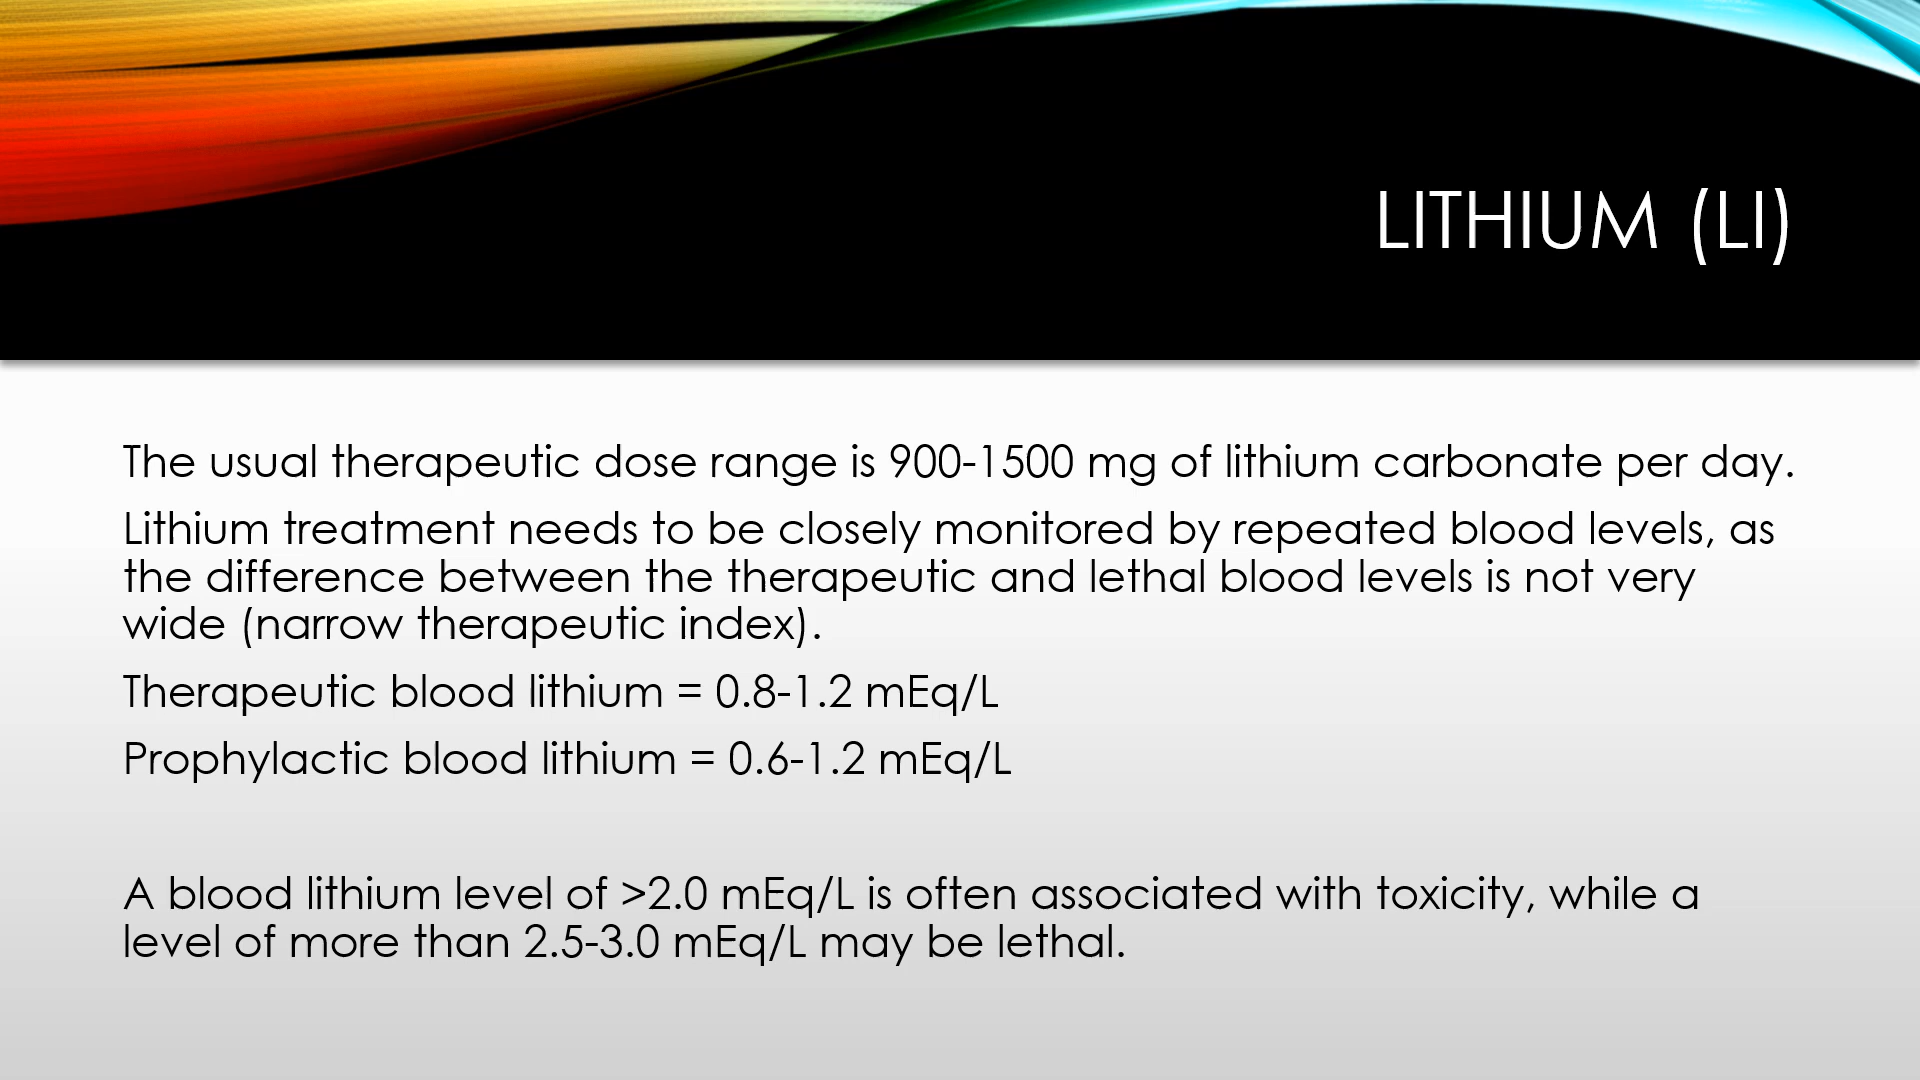 LITHIUM (LI)
The usual therapeutic dose range is 900-1500 mg of lithium carbonate per day.
Lithium treatment needs to be closely monitored by repeated blood levels, as
the difference between the therapeutic and lethal blood levels is not very
wide (narrow therapeutic index).
Therapeutic blood lithium = 0.8-1.2 mEq/L
Prophylactic blood lithium = 0.6-1.2 mEq/L
A blood lithium level of >2.0 mEq/L is often associated with toxicity, while a
level of more than 2.5-3.0 mEq/L may be lethal.